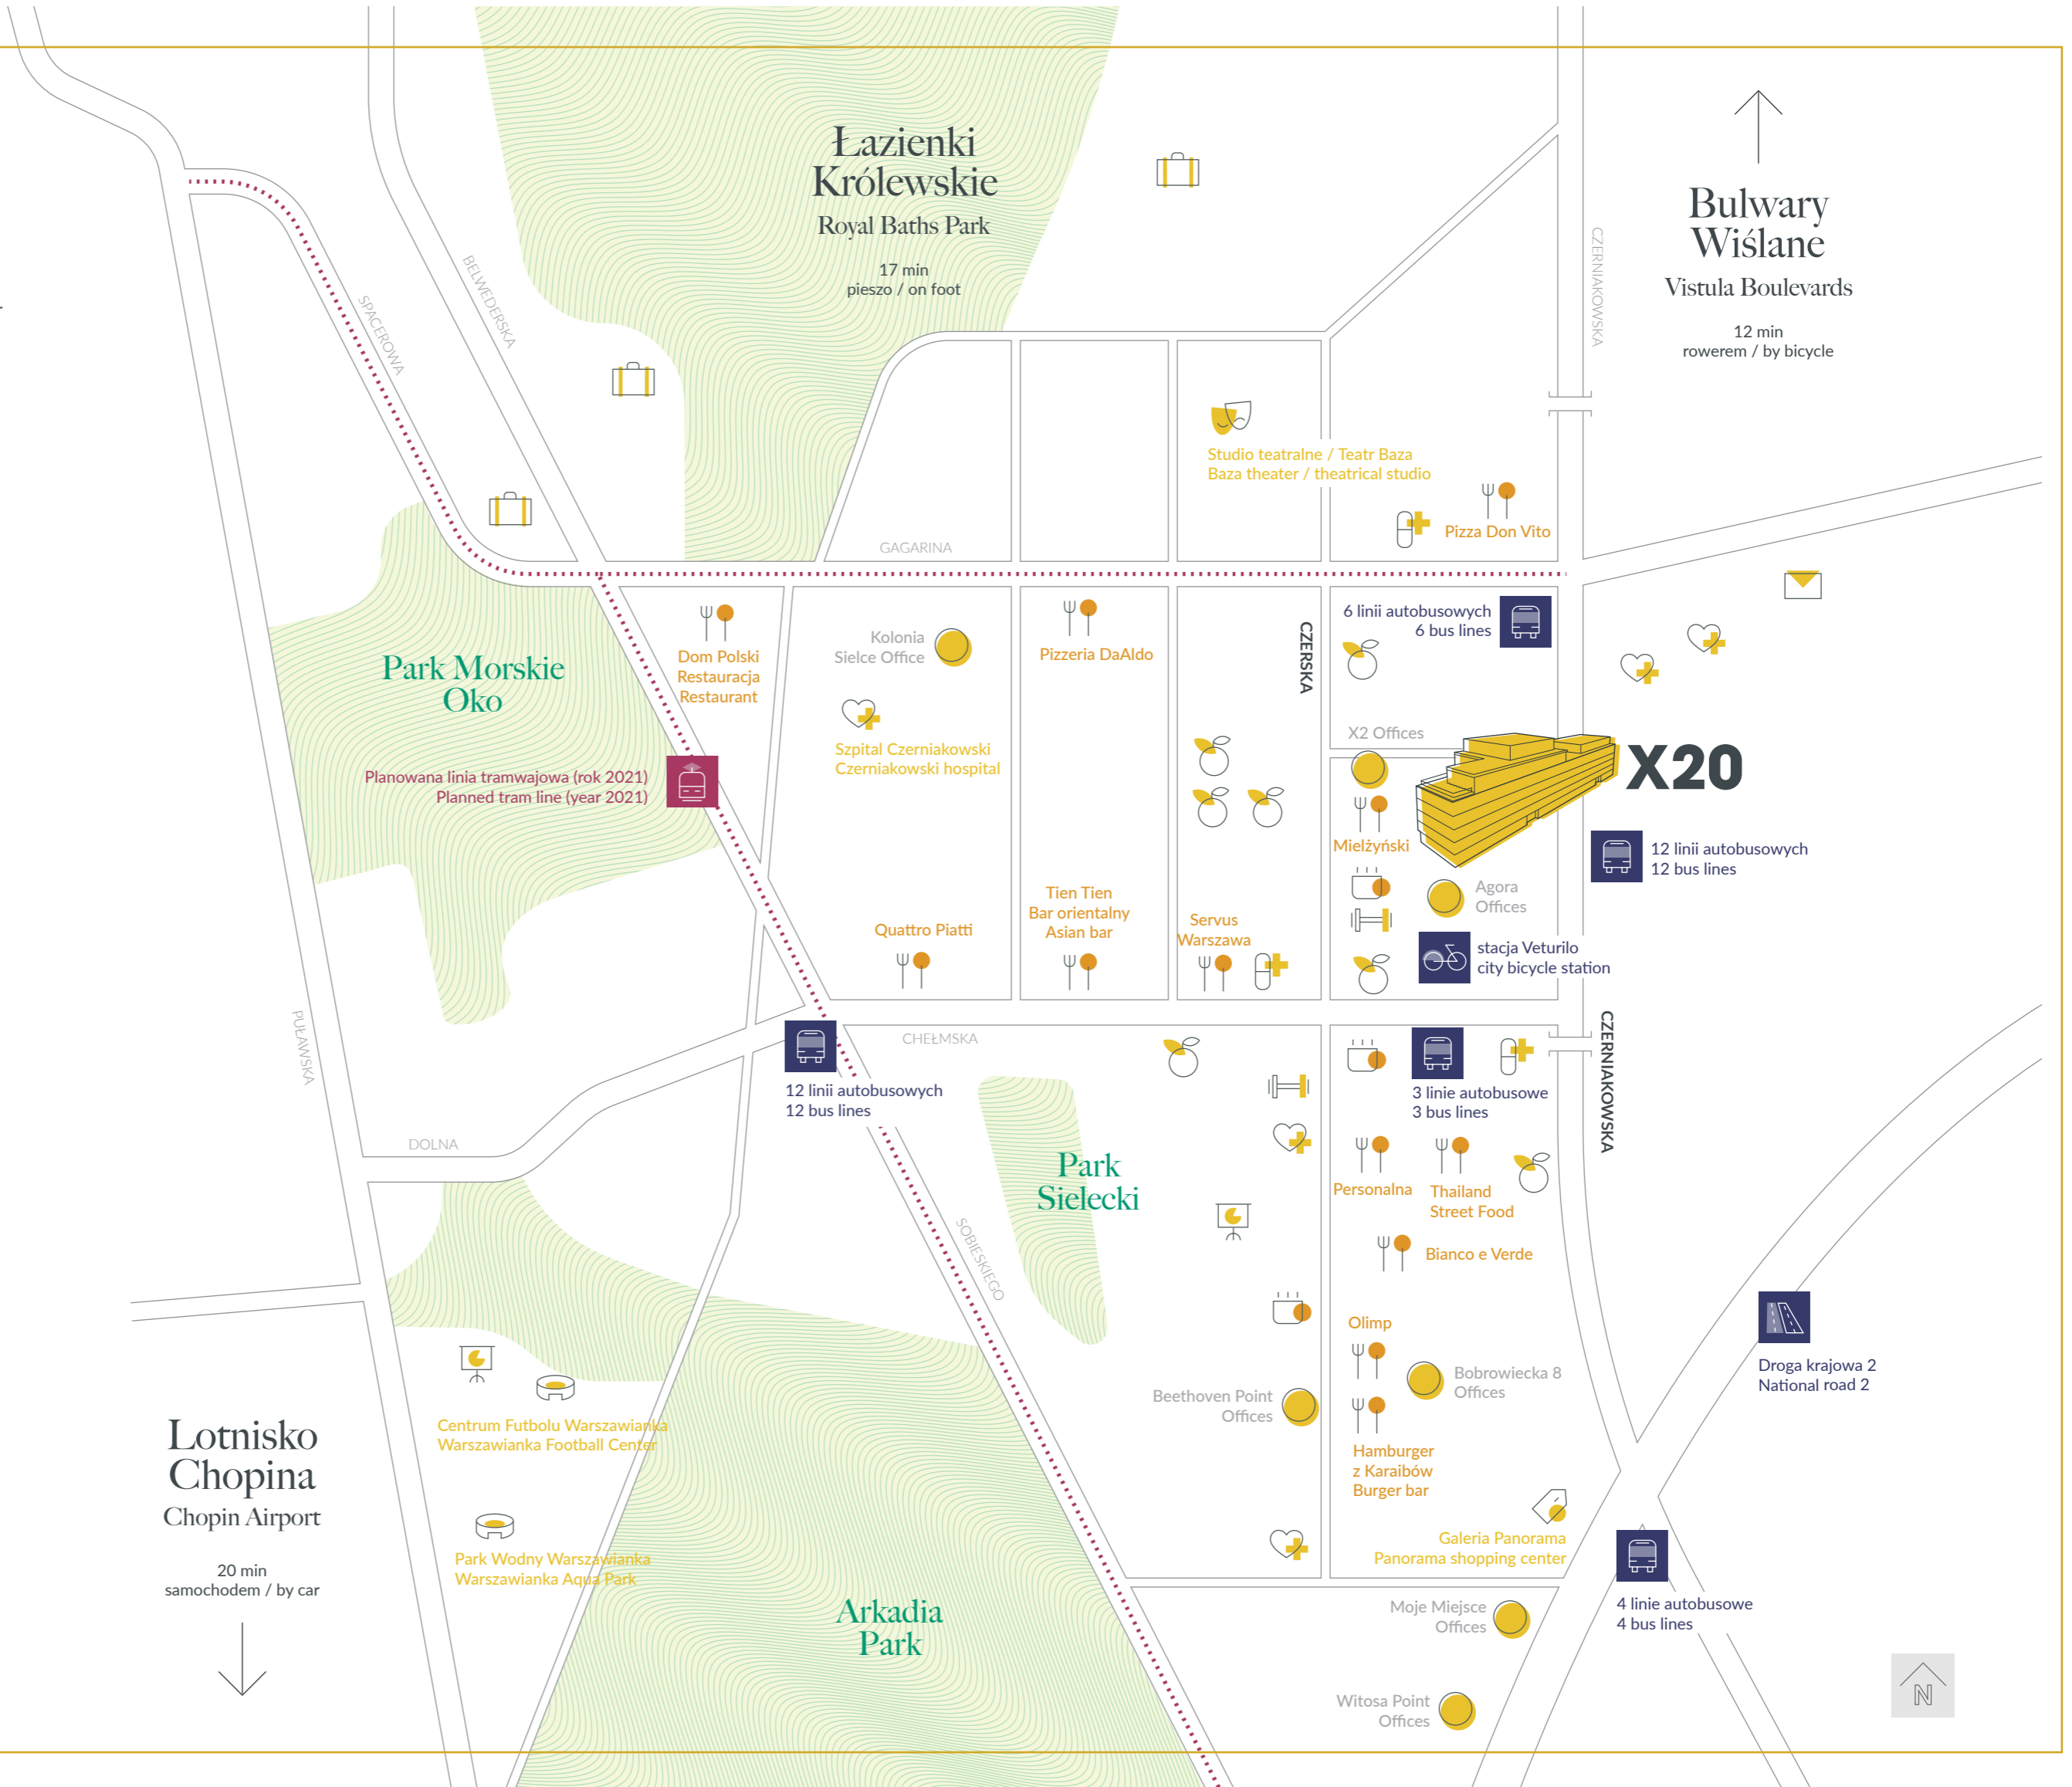 Łazienki
Królewskie
Royal Baths Park
17 min
pieszo / on foot
Bulwary
Wiślane
Vistula Boulevards
12 min
rowerem / by bicycle
CZERNIAKOWSKA
BELWEDERSKA
SPACEROWA
Studio teatralne / Teatr Baza
Baza theater / theatrical studio
Pizza Don Vito
GAGARINA
6 linii autobusowych
6 bus lines
Dom Polski
Restauracja
Restaurant
Kolonia
Sielce Office
Pizzeria DaAldo
CZERSKA
Park Morskie
Oko
Szpital Czerniakowski
Czerniakowski hospital
X2 Offices
X20
Planowana linia tramwajowa (rok 2021)
Planned tram line (year 2021)
Mielżyński
12 linii autobusowych
12 bus lines
Agora
Offices
Quattro Piatti
Tien Tien
Bar orientalny
Asian bar
Servus
Warszawa
stacja Veturilo
city bicycle station
PUŁAWSKA
CHEŁMSKA
CZERNIAKOWSKA
12 linii autobusowych
12 bus lines
3 linie autobusowe
3 bus lines
DOLNA
Park
Sielecki
Personalna
Thailand
Street Food
SOBIESKIEGO
Bianco e Verde
Olimp
Bobrowiecka 8
Offices
Beethoven Point
Offices
Droga krajowa 2
National road 2
Centrum Futbolu Warszawianka
Warszawianka Football Center
Hamburger
z Karaibów
Burger bar
Lotnisko
Chopina
Chopin Airport
20 min
samochodem / by car
Park Wodny Warszawianka
Warszawianka Aqua Park
Galeria Panorama
Panorama shopping center
Arkadia
Park
Moje Miejsce
Offices
4 linie autobusowe
4 bus lines
Witosa Point
Offices
N